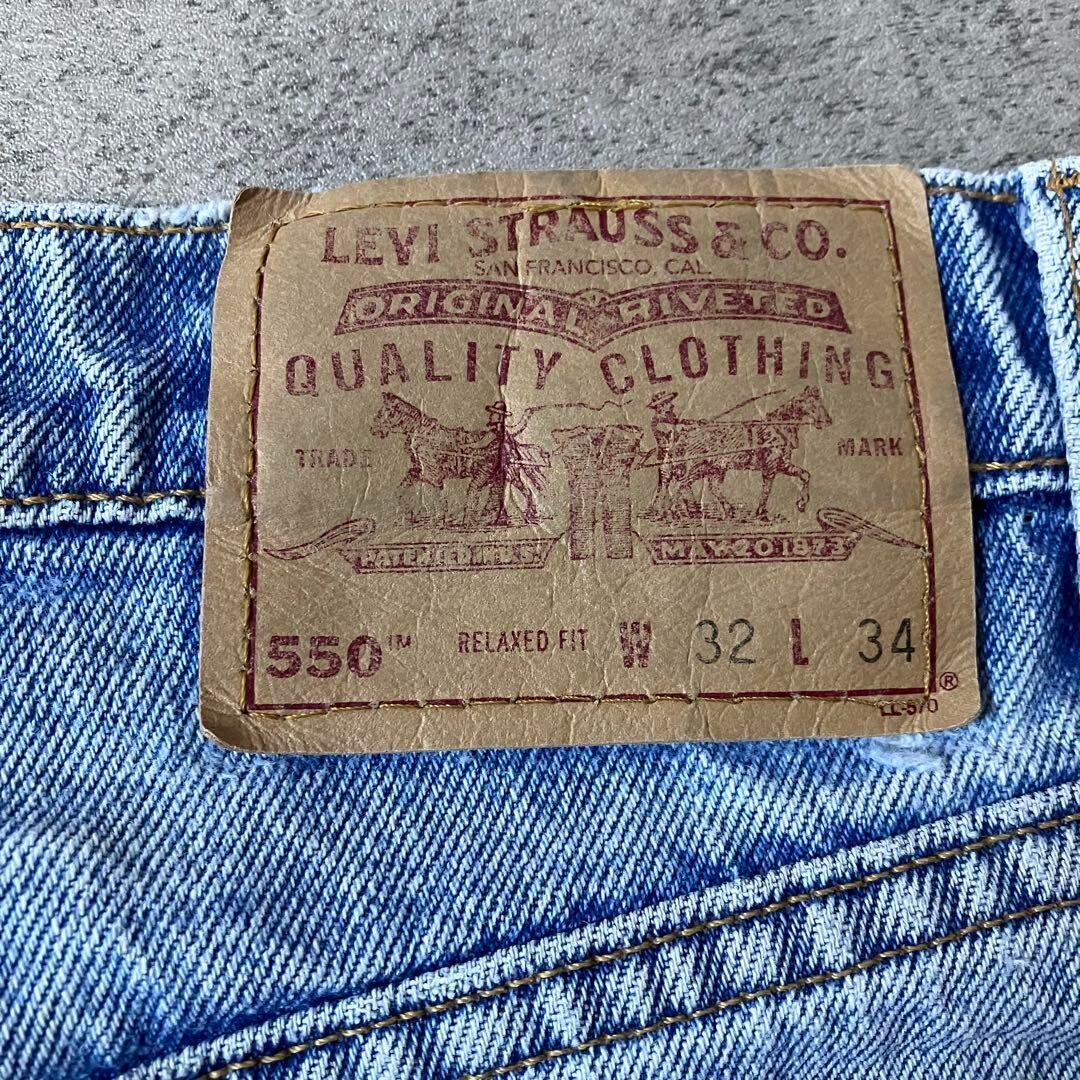 LEVI STRAUSS & CO.
SAN FRANCISCO, CAL.
ORIGINAL RIVETED
QUALITY CLOTHING
TRADE MARK
PATENTED IN U.S. MAY 20 1873
550™ RELAXED FIT W 32 L 34
®